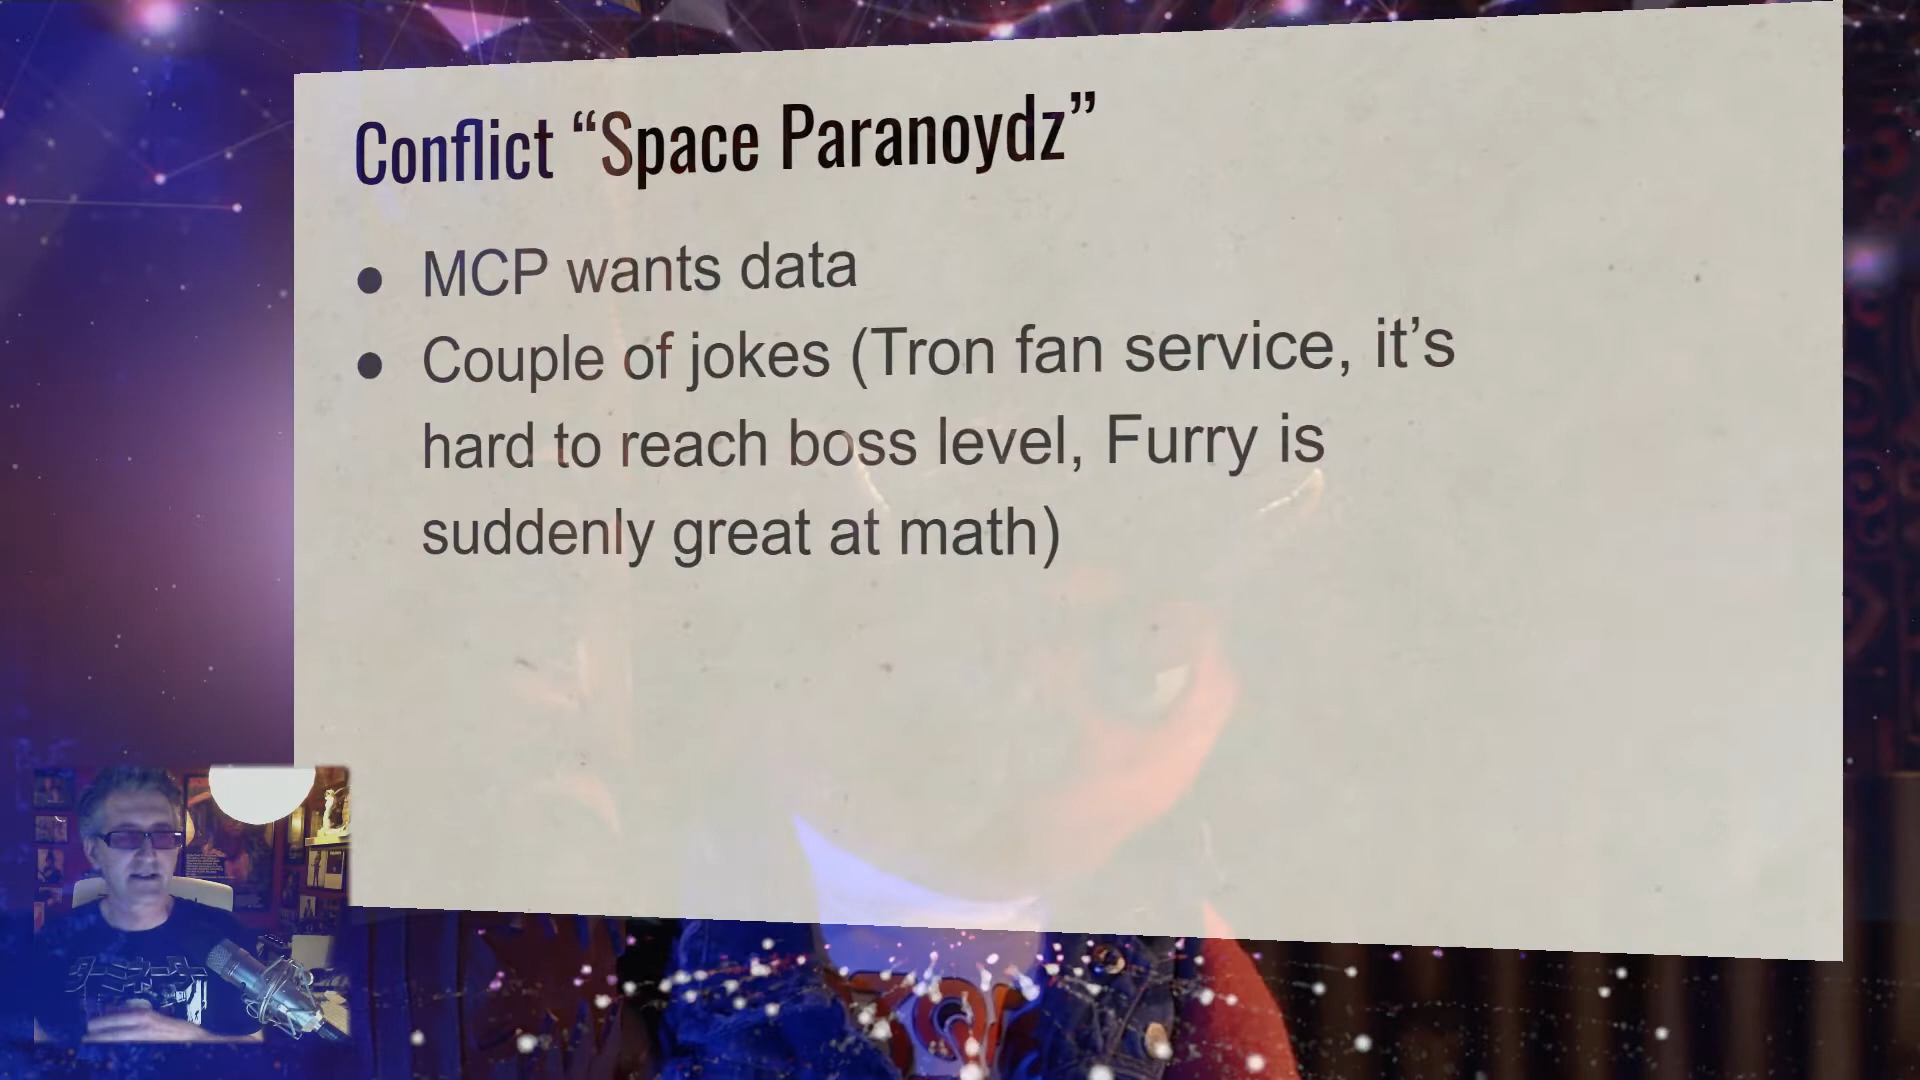 Conflict “Space Paranoydz”
● MCP wants data
● Couple of jokes (Tron fan service, it’s
hard to reach boss level, Furry is
suddenly great at math)